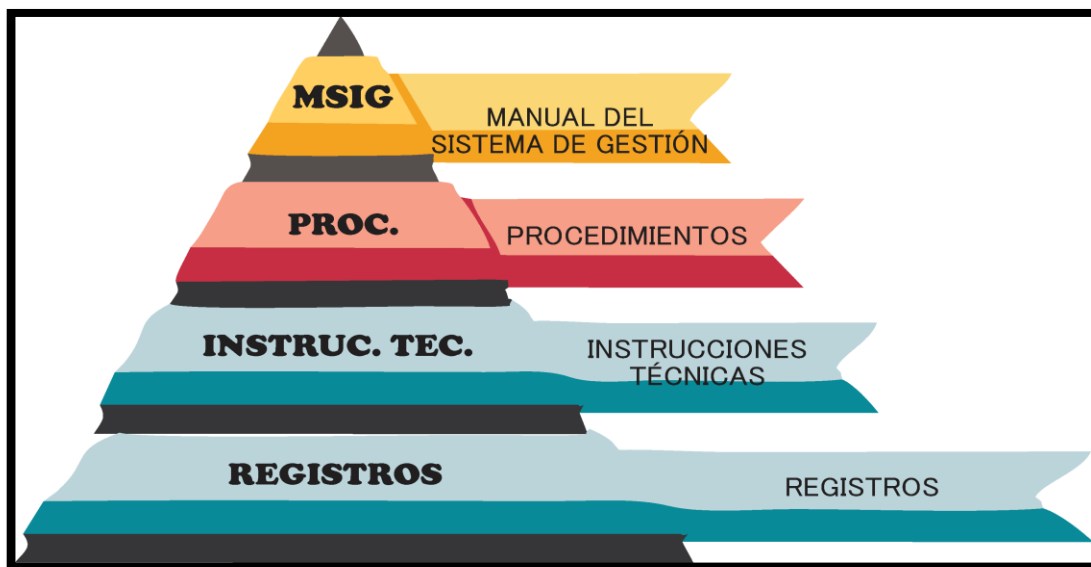 MSIG
MANUAL DEL
SISTEMA DE GESTIÓN
PROC.
PROCEDIMIENTOS
INSTRUC. TEC.
INSTRUCCIONES
TÉCNICAS
REGISTROS
REGISTROS